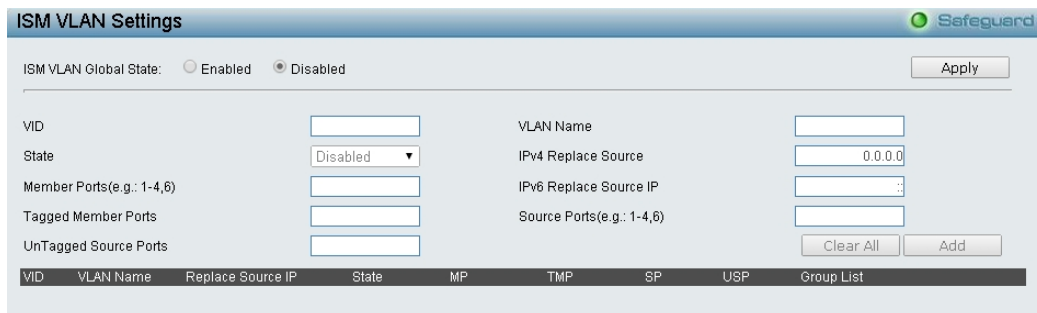 ISM VLAN Settings
Safeguard
ISM VLAN Global State: Enabled Disabled
Apply
VID
VLAN Name
State
Disabled
IPv4 Replace Source
0.0.0.0
Member Ports(e.g.: 1-4,6)
IPv6 Replace Source IP
::
Tagged Member Ports
Source Ports(e.g.: 1-4,6)
UnTagged Source Ports
Clear All
Add
VID VLAN Name Replace Source IP State MP TMP SP USP Group List